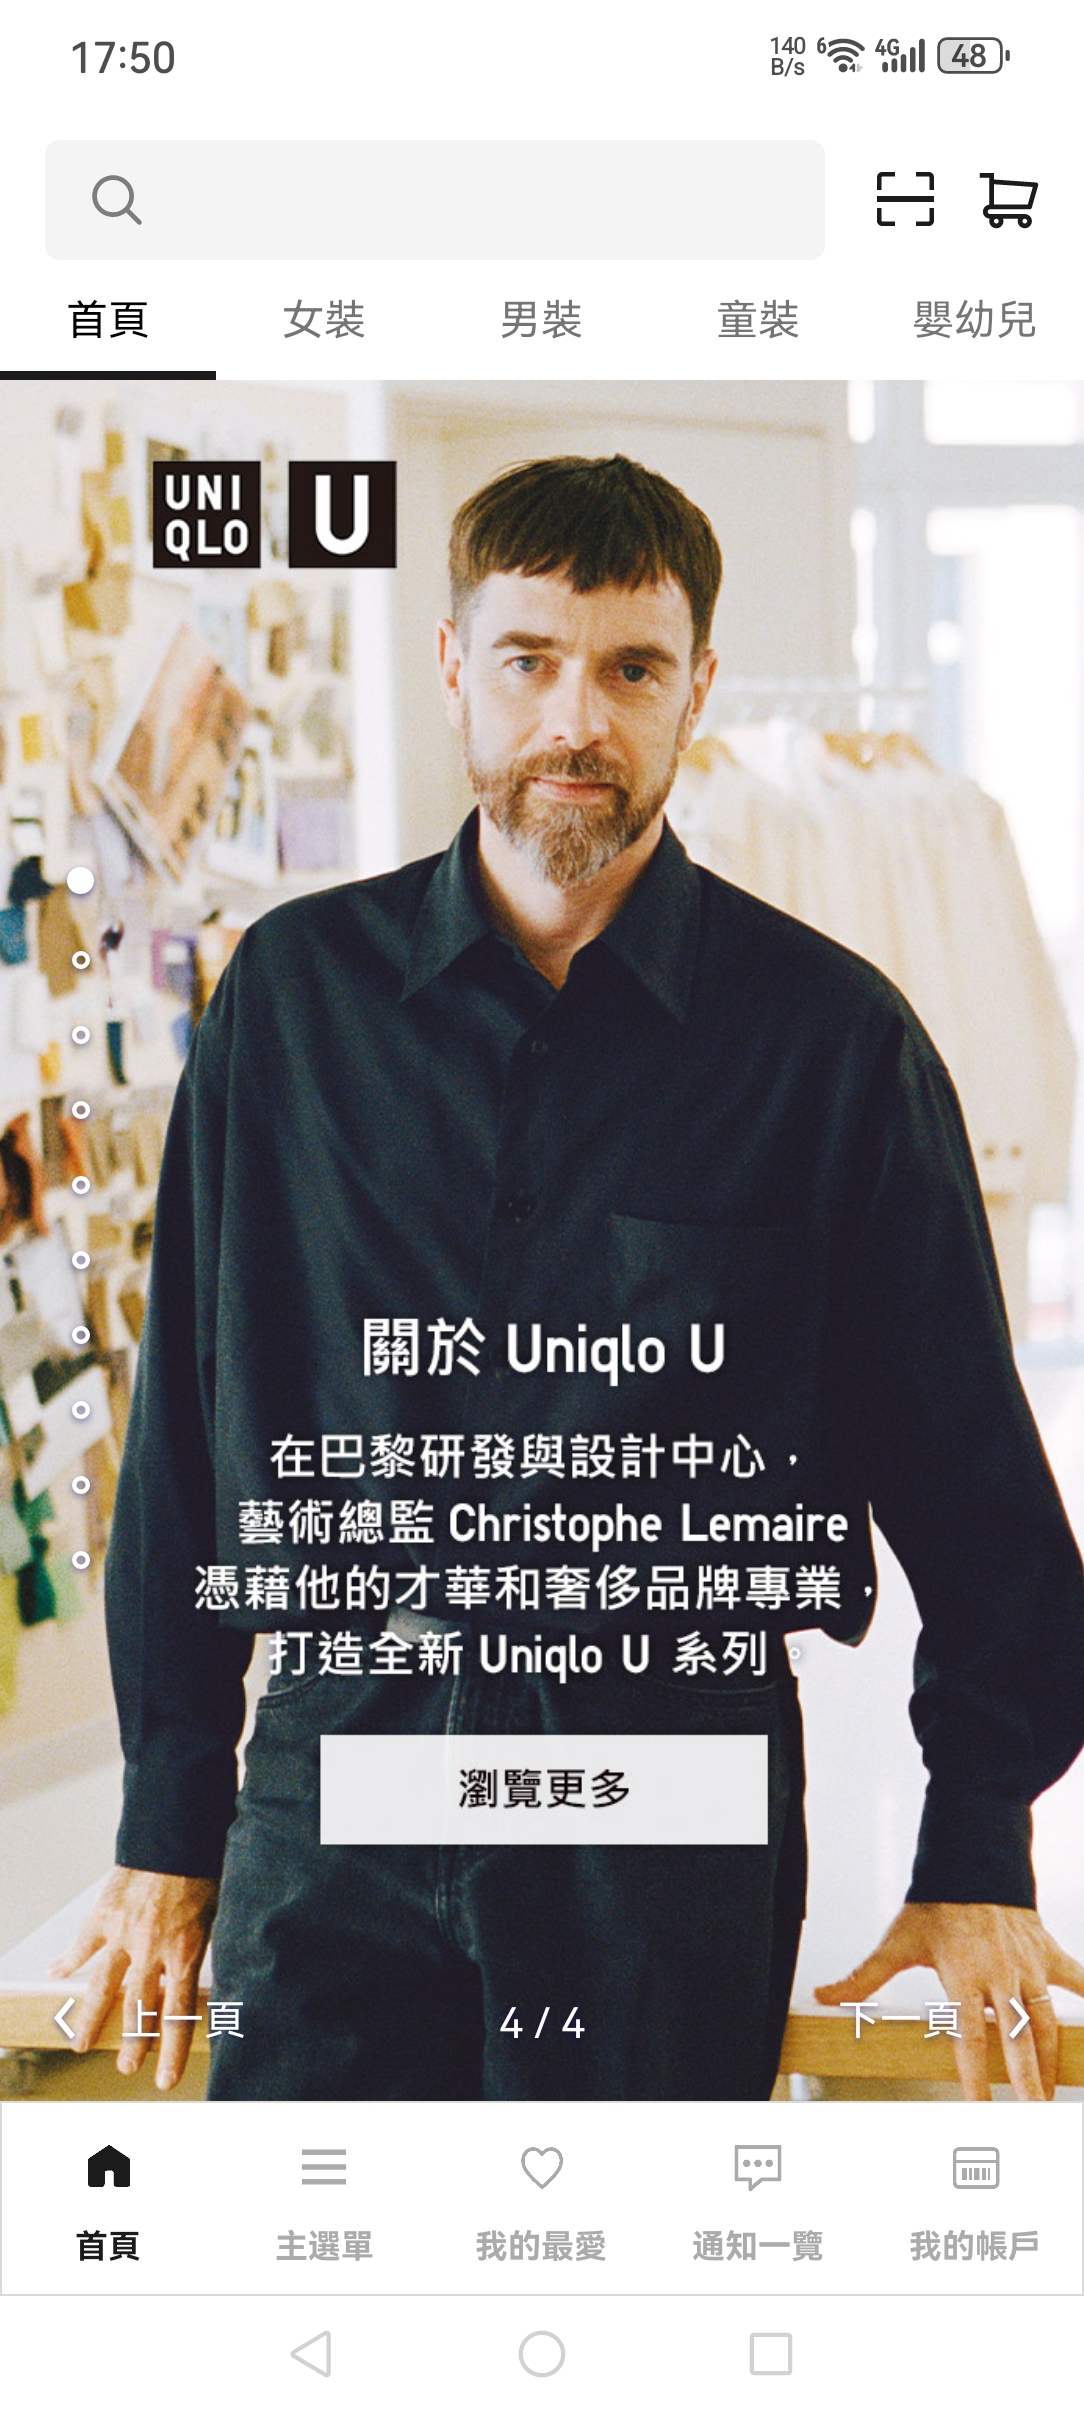 17:50
140
B/s
6
4G
48
首頁
女裝
男裝
童裝
嬰幼兒
UNI
QLO
U
關於 Uniqlo U
在巴黎研發與設計中心，
藝術總監 Christophe Lemaire
憑藉他的才華和奢侈品牌專業，
打造全新 Uniqlo U 系列。
瀏覽更多
上一頁
4 / 4
下一頁
首頁
主選單
我的最愛
通知一覽
我的帳戶